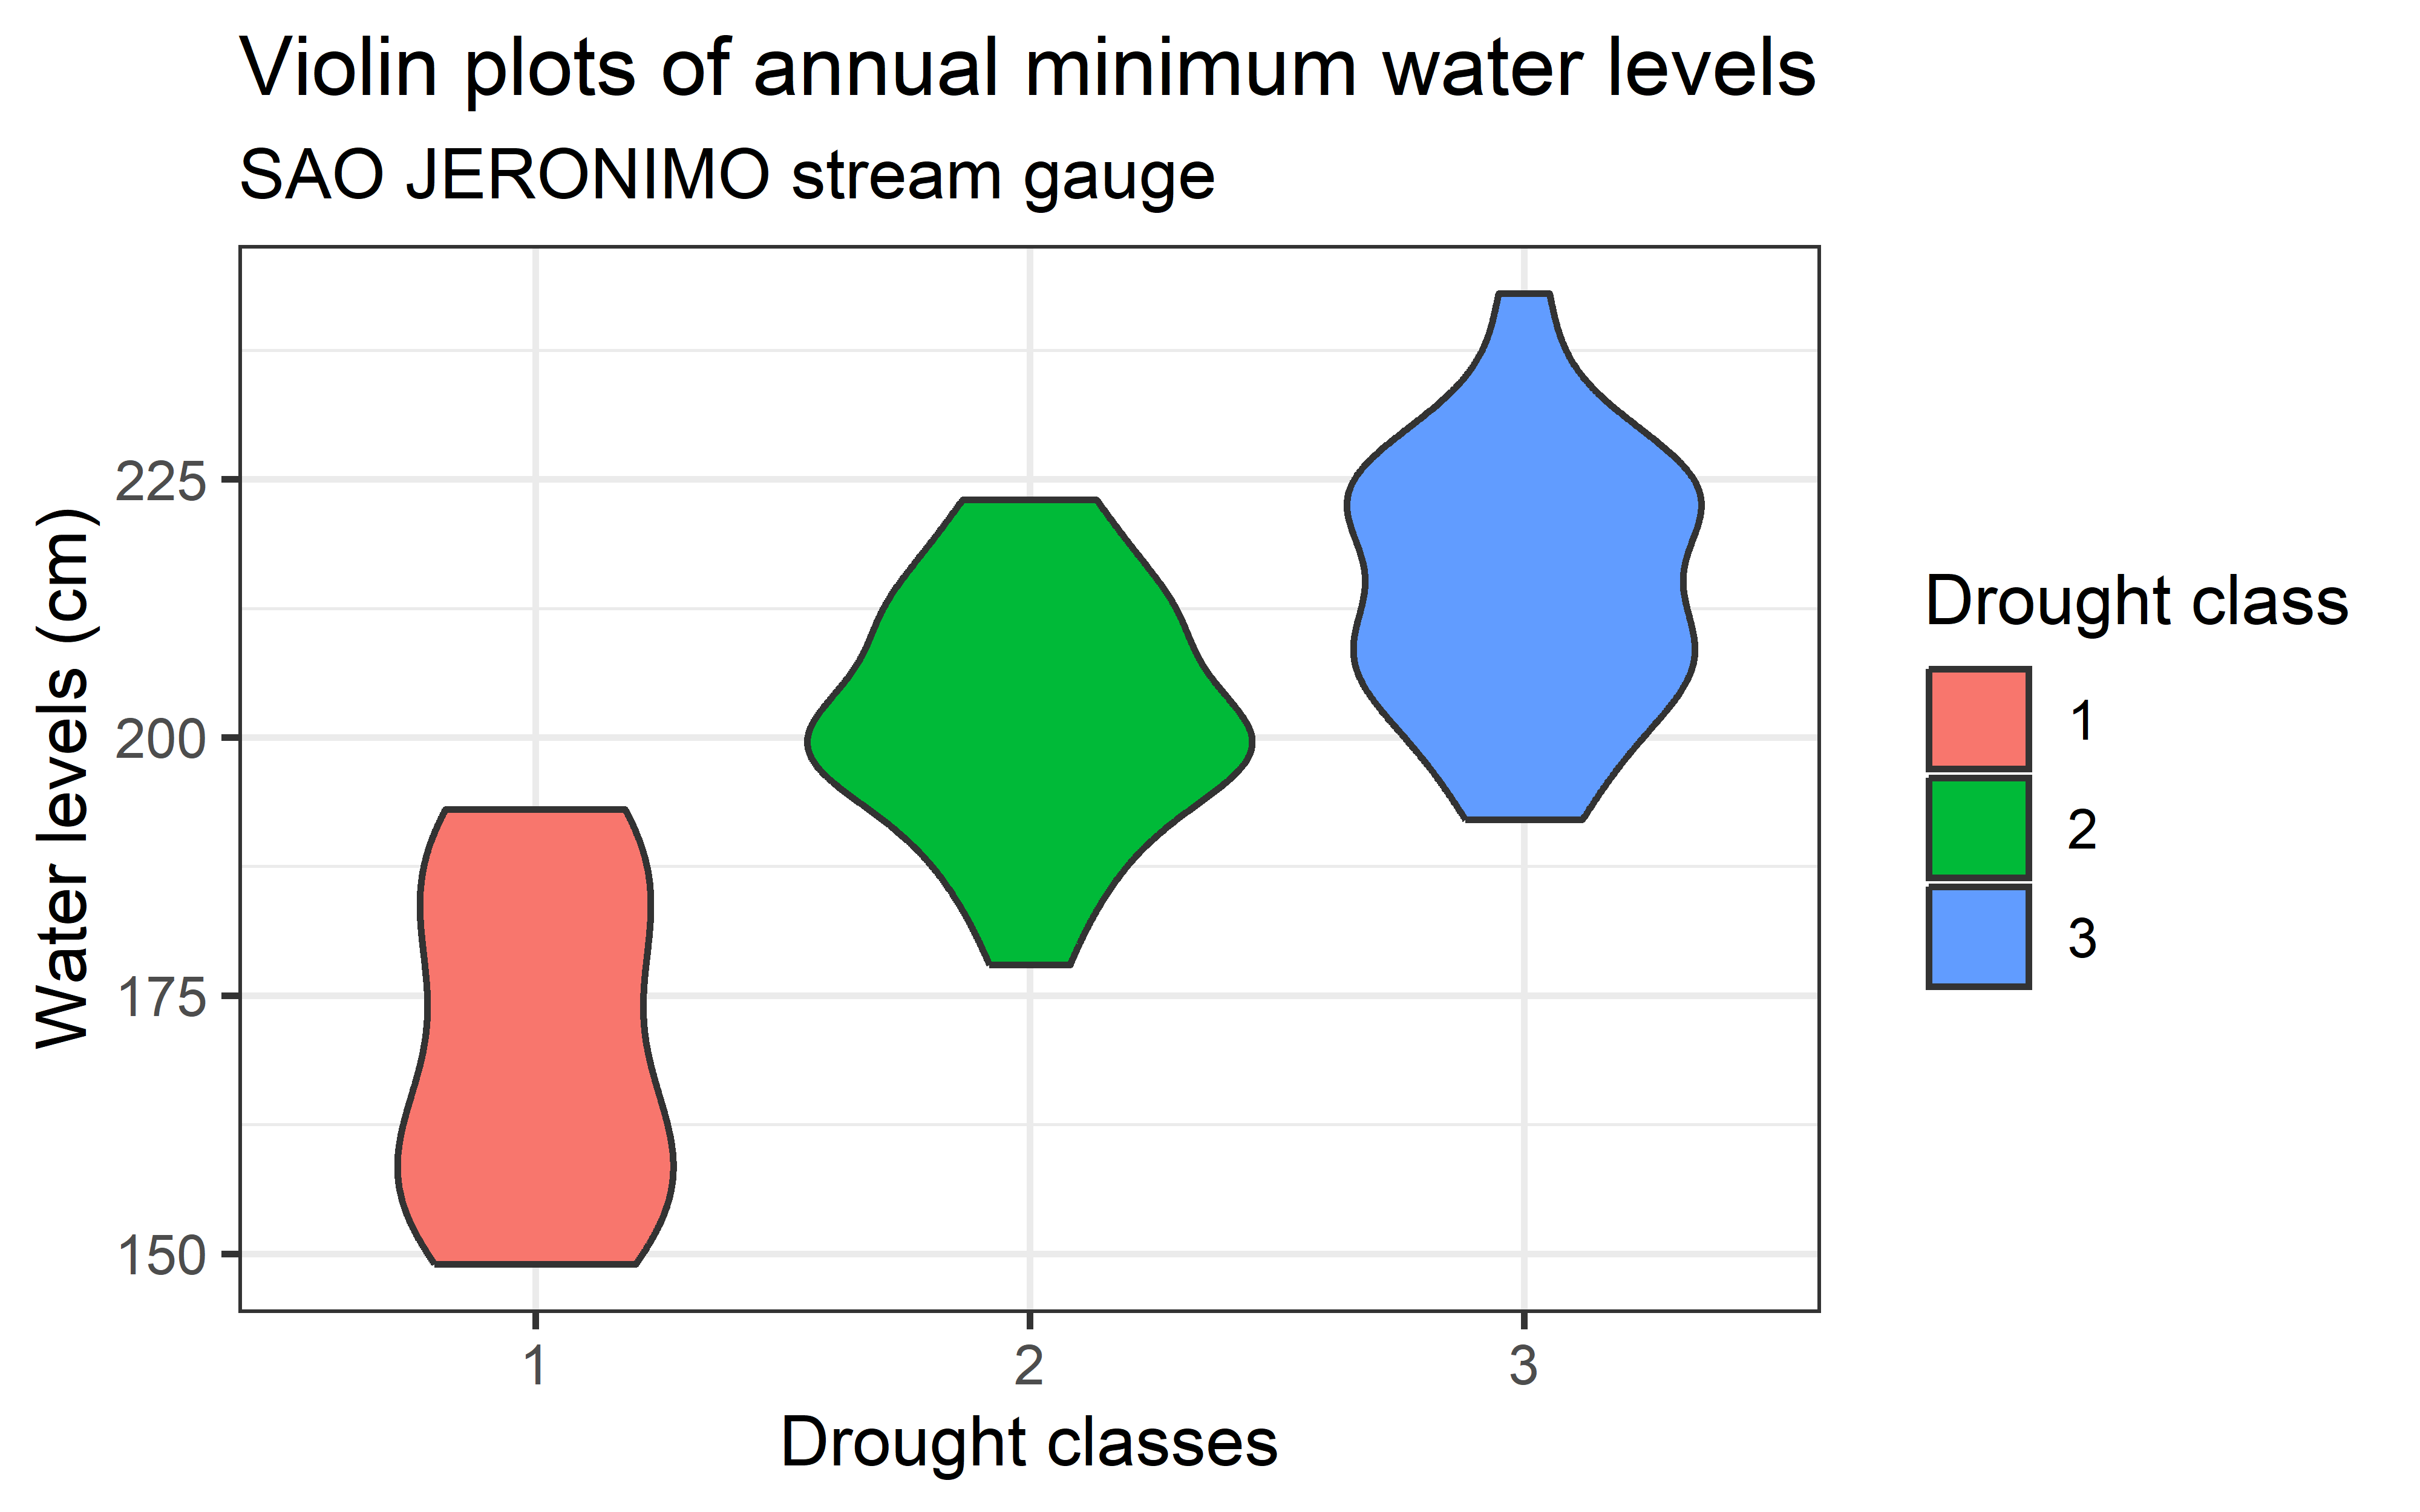 Violin plots of annual minimum water levels
SAO JERONIMO stream gauge
Water levels (cm)
225
200
175
150
1
2
3
Drought classes
Drought class
1
2
3